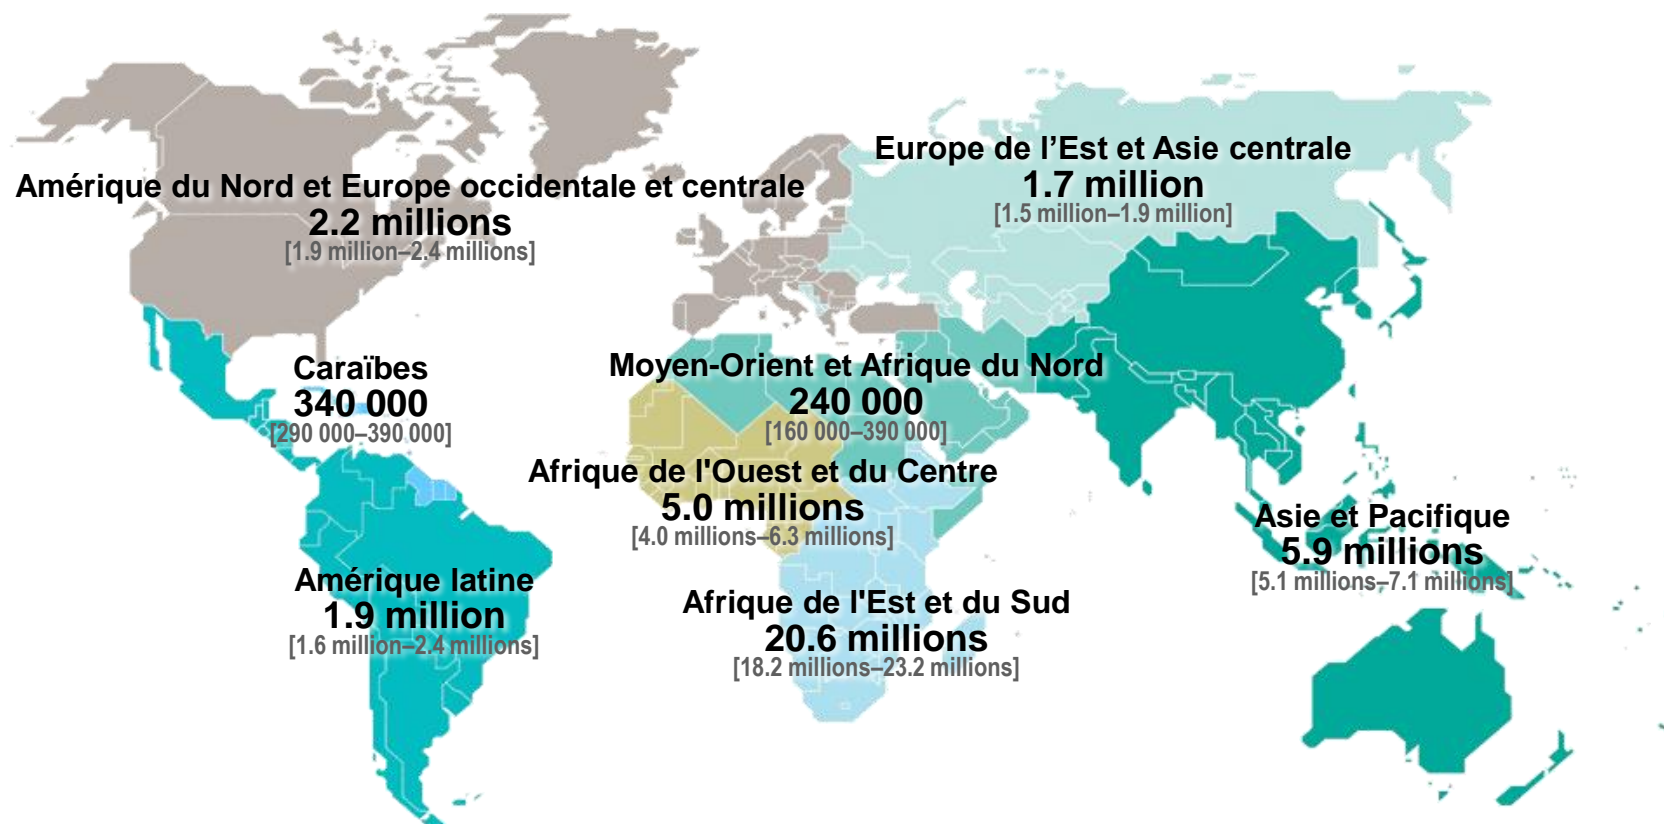 Europe de l’Est et Asie centrale
1.7 million
[1.5 million–1.9 million]
Amérique du Nord et Europe occidentale et centrale
2.2 millions
[1.9 million–2.4 millions]
Caraïbes
340 000
[290 000–390 000]
Moyen-Orient et Afrique du Nord
240 000
[160 000–390 000]
Afrique de l'Ouest et du Centre
5.0 millions
[4.0 millions–6.3 millions]
Asie et Pacifique
5.9 millions
[5.1 millions–7.1 millions]
Amérique latine
1.9 million
[1.6 million–2.4 millions]
Afrique de l'Est et du Sud
20.6 millions
[18.2 millions–23.2 millions]